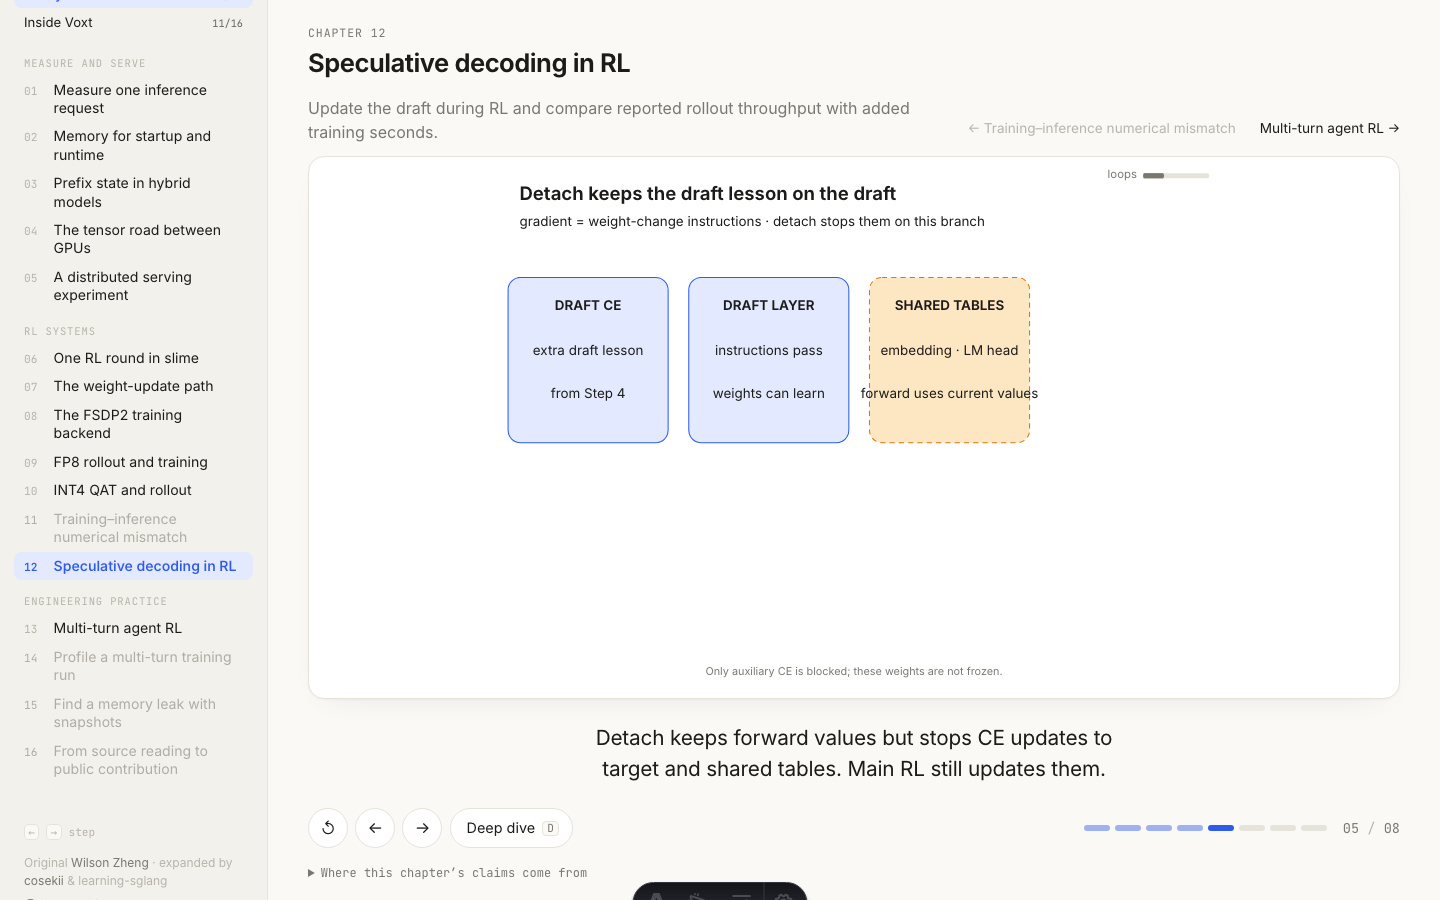 Inside Voxt 11/16
MEASURE AND SERVE
01 Measure one inference
request
02 Memory for startup and
runtime
03 Prefix state in hybrid
models
04 The tensor road between
GPUs
05 A distributed serving
experiment
RL SYSTEMS
06 One RL round in slime
07 The weight-update path
08 The FSDP2 training
backend
09 FP8 rollout and training
10 INT4 QAT and rollout
11 Training–inference
numerical mismatch
12 Speculative decoding in RL
ENGINEERING PRACTICE
13 Multi-turn agent RL
14 Profile a multi-turn training
run
15 Find a memory leak with
snapshots
16 From source reading to
public contribution
← → step
Original Wilson Zheng · expanded by
cosekii & learning-sglang
CHAPTER 12
Speculative decoding in RL
Update the draft during RL and compare reported rollout throughput with added
training seconds.
← Training–inference numerical mismatch Multi-turn agent RL →
loops
Detach keeps the draft lesson on the draft
gradient = weight-change instructions · detach stops them on this branch
DRAFT CE
extra draft lesson
from Step 4
DRAFT LAYER
instructions pass
weights can learn
SHARED TABLES
embedding · LM head
forward uses current values
Only auxiliary CE is blocked; these weights are not frozen.
Detach keeps forward values but stops CE updates to
target and shared tables. Main RL still updates them.
Deep dive D
05 / 08
Where this chapter’s claims come from